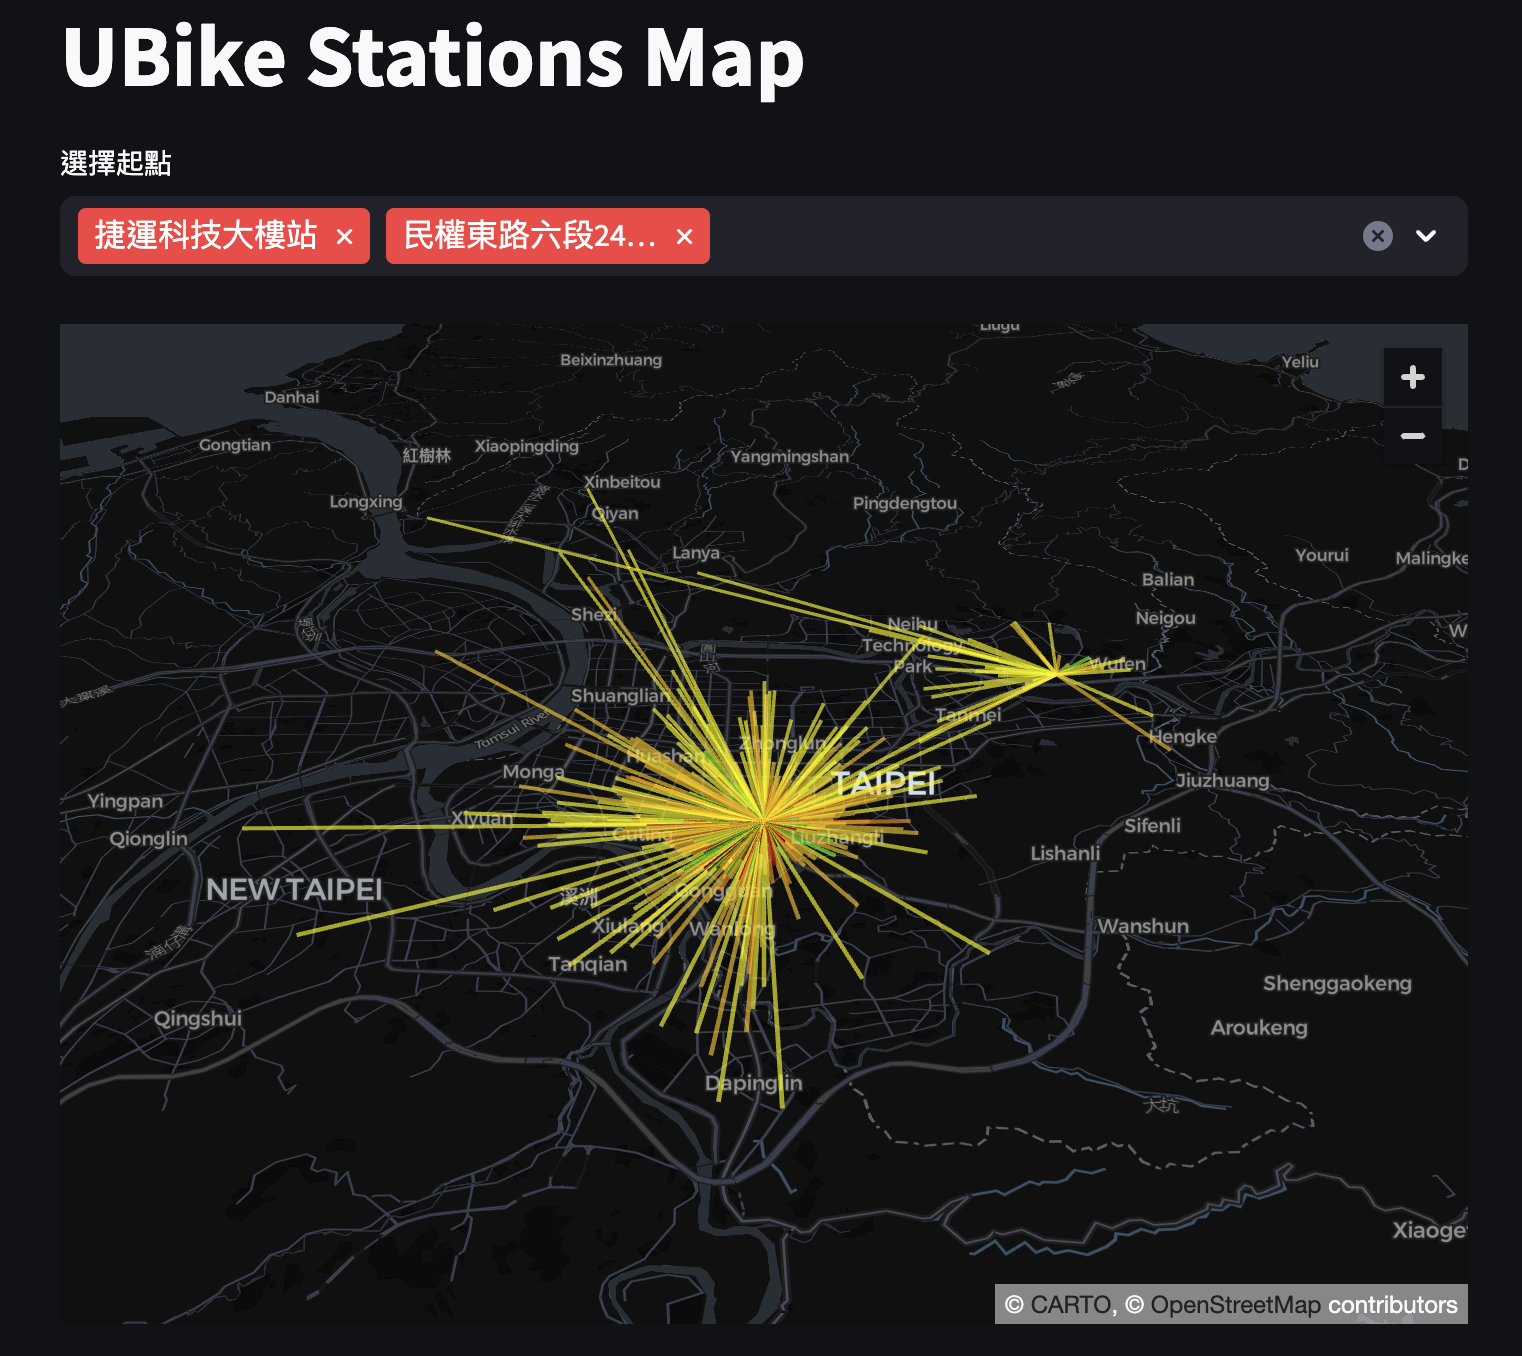 UBike Stations Map
選擇起點
捷運科技大樓站 ×
民權東路六段24... ×
Liugu
Beixinzhuang
Yeliu
Danhai
Gongtian
紅樹林
Xiaopingding
Yangmingshan
Xinbeitou
Longxing
Qiyan
Pingdengtou
Lanya
Yourui
Malingke
Balian
Shezi
Neihu
Technology
Park
Neigou
Wufen
Shuanglian
Tanmei
Tamsui River
Hengke
Huashan
Zhonglun
Monga
TAIPEI
Jiuzhuang
Yingpan
Xiyuan
Qionglin
Guting
Liuzhangli
Sifenli
Lishanli
NEW TAIPEI
溪洲
Gongguan
Xiulang
Wanlong
Wanshun
Tanqian
Shenggaokeng
Qingshui
Aroukeng
Dapinglin
大坑
Xiaoge
© CARTO, © OpenStreetMap contributors